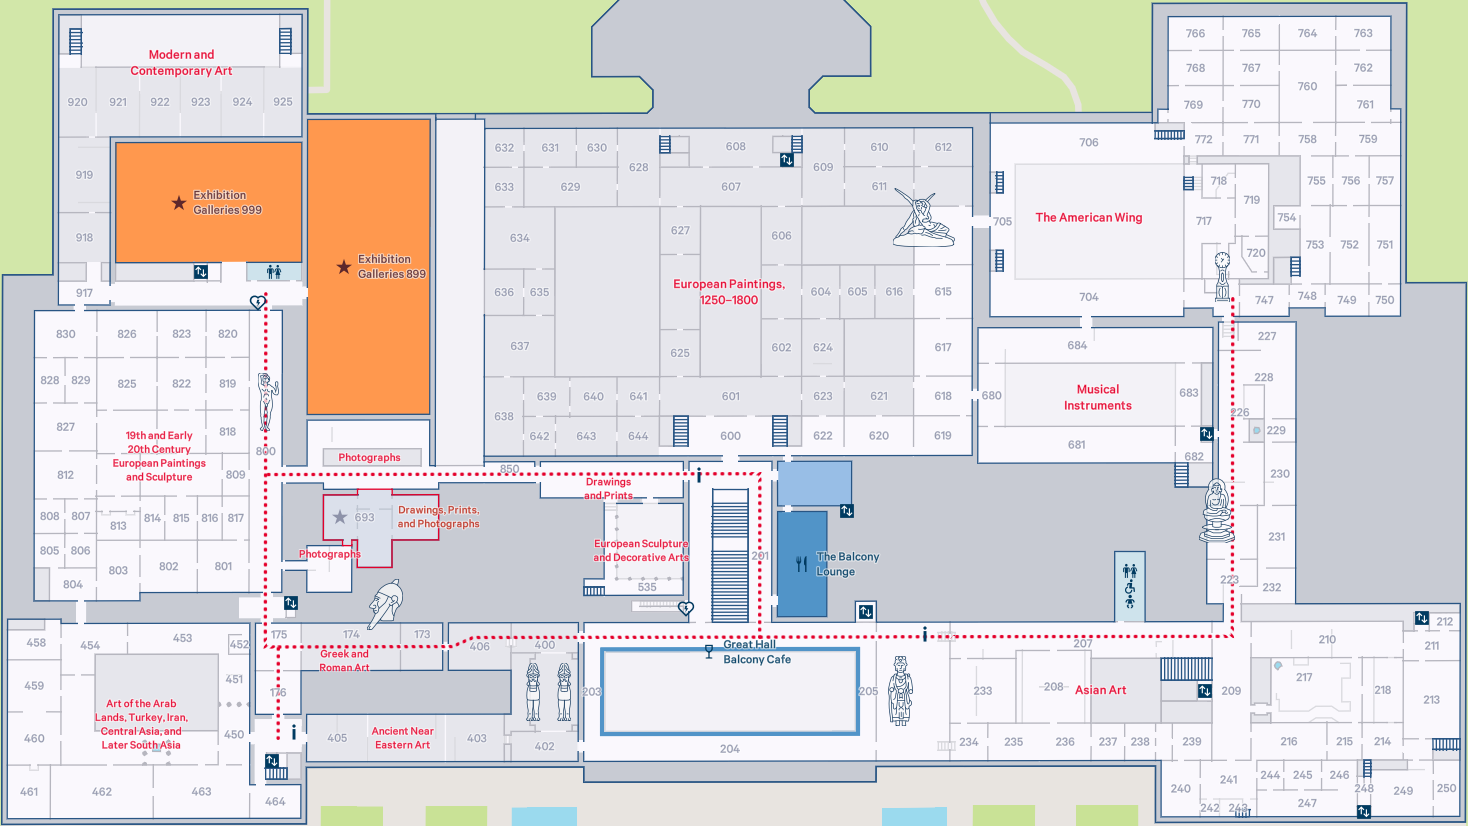 Modern and
Contemporary Art
920 921 922 923 924 925
919
918
917
Exhibition
Galleries 999
Exhibition
Galleries 899
830 826 823 820
828 829 825 822 819
827 818
19th and Early
20th Century
European Paintings
and Sculpture
812 809
800
808 807 813 814 815 816 817
805 806 803 802 801
804
Photographs
850
693
Drawings, Prints,
and Photographs
Photographs
Drawings
and Prints
European Sculpture
and Decorative Arts
535
632 631 630 628 608 609 610 612
633 629 607 611
634 627 606
636 635 604 605 616 615
European Paintings,
1250–1800
637 625 602 624 617
639 640 641 601 623 621 618
638
642 643 644 600 622 620 619
706
705
The American Wing
704
766 765 764 763
768 767 760 762
769 770 761
772 771 758 759
718 719 717 720
755 756 757
754 753 752 751
747 748 749 750
684
680 683
Musical
Instruments
681 682
227
228
226 229
230
231
223 232
201
The Balcony
Lounge
Great Hall
Balcony Cafe
203 205
204
458 454 453 452
459 451
460 450
Art of the Arab
Lands, Turkey, Iran,
Central Asia, and
Later South Asia
461 462 463 464
175 174 173
176
Greek and
Roman Art
406 400
405 403 402
Ancient Near
Eastern Art
207
233 208 209
Asian Art
234 235 236 237 238 239
210 212
211
217 218 213
216 215 214
240 241 244 245 246 248 249 250
242 243 247